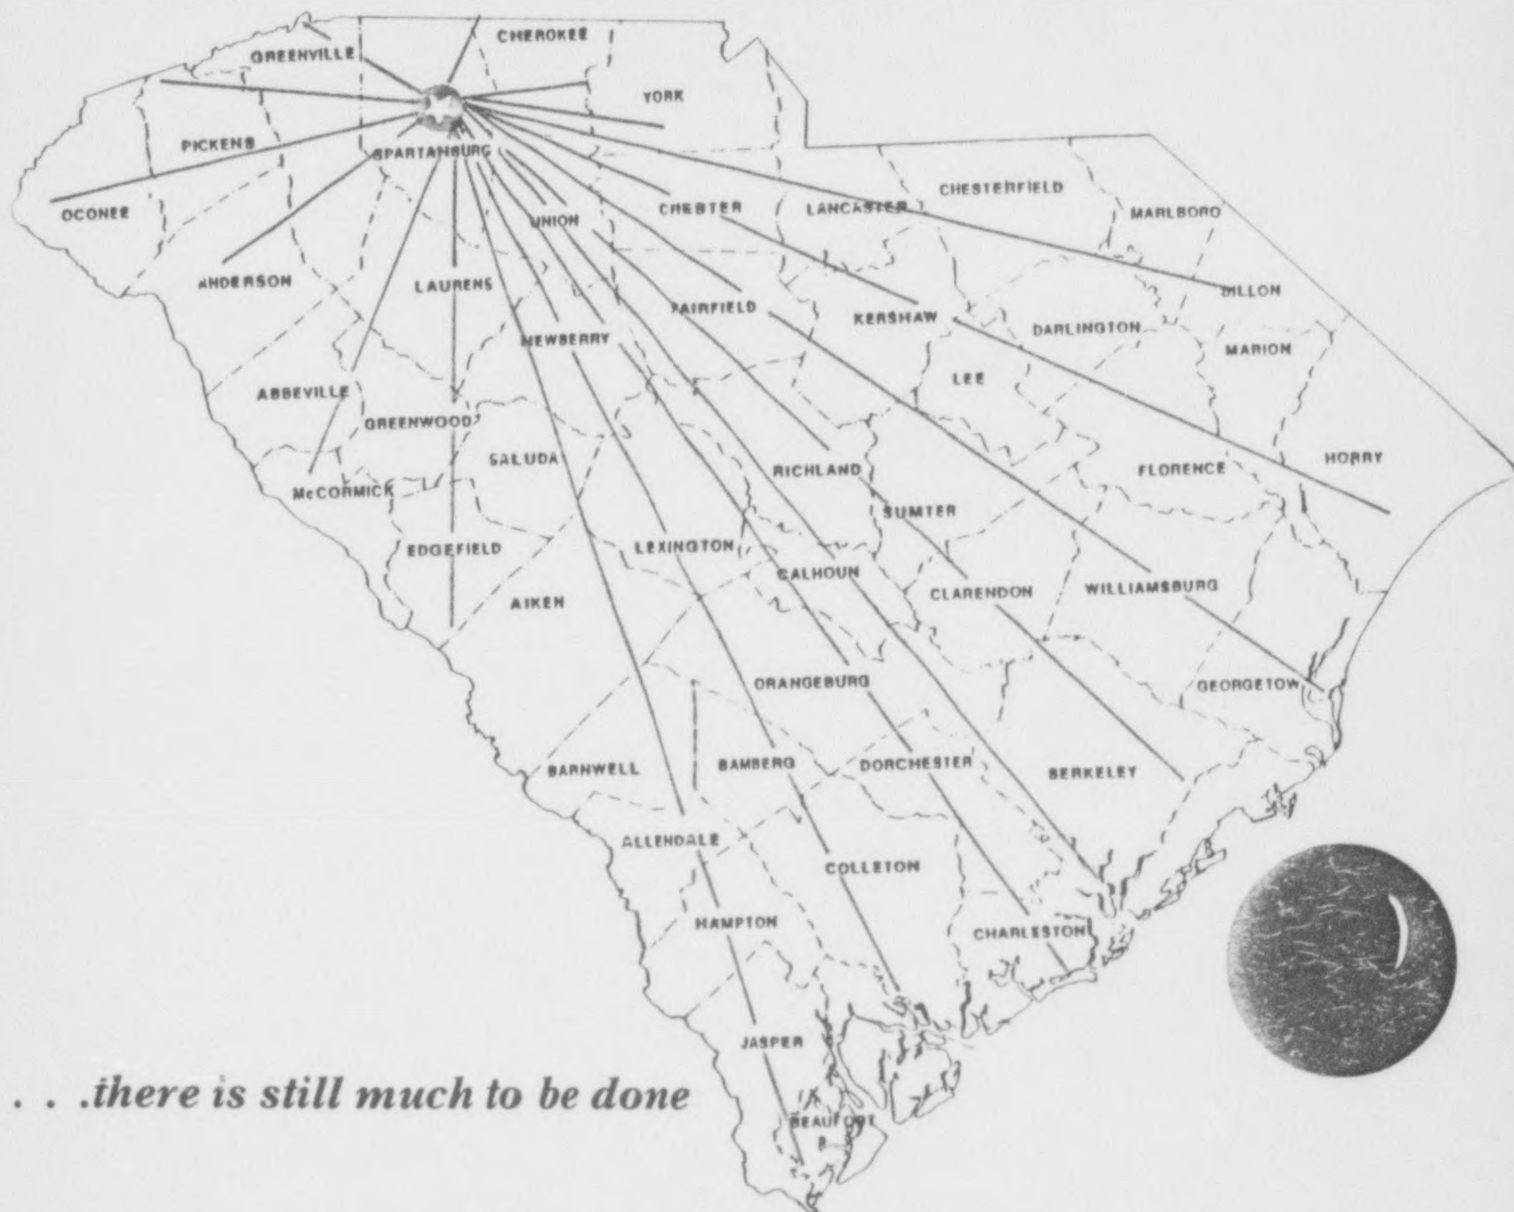 CHEROKEE
GREENVILLE
YORK
PICKENS
SPARTANBURG
CHESTERFIELD
OCONEE
UNION
CHESTER
LANCASTER
MARLBORO
ANDERSON
LAURENS
DILLON
FAIRFIELD
KERSHAW
DARLINGTON
NEWBERRY
MARION
LEE
ABBEVILLE
GREENWOOD
SALUDA
RICHLAND
FLORENCE
HORRY
McCORMICK
SUMTER
EDGEFIELD
LEXINGTON
CALHOUN
AIKEN
CLARENDON
WILLIAMSBURG
ORANGEBURG
GEORGETOW
BARNWELL
BAMBERG
DORCHESTER
BERKELEY
ALLENDALE
COLLETON
HAMPTON
CHARLESTON
JASPER
. . .there is still much to be done
BEAUFORT